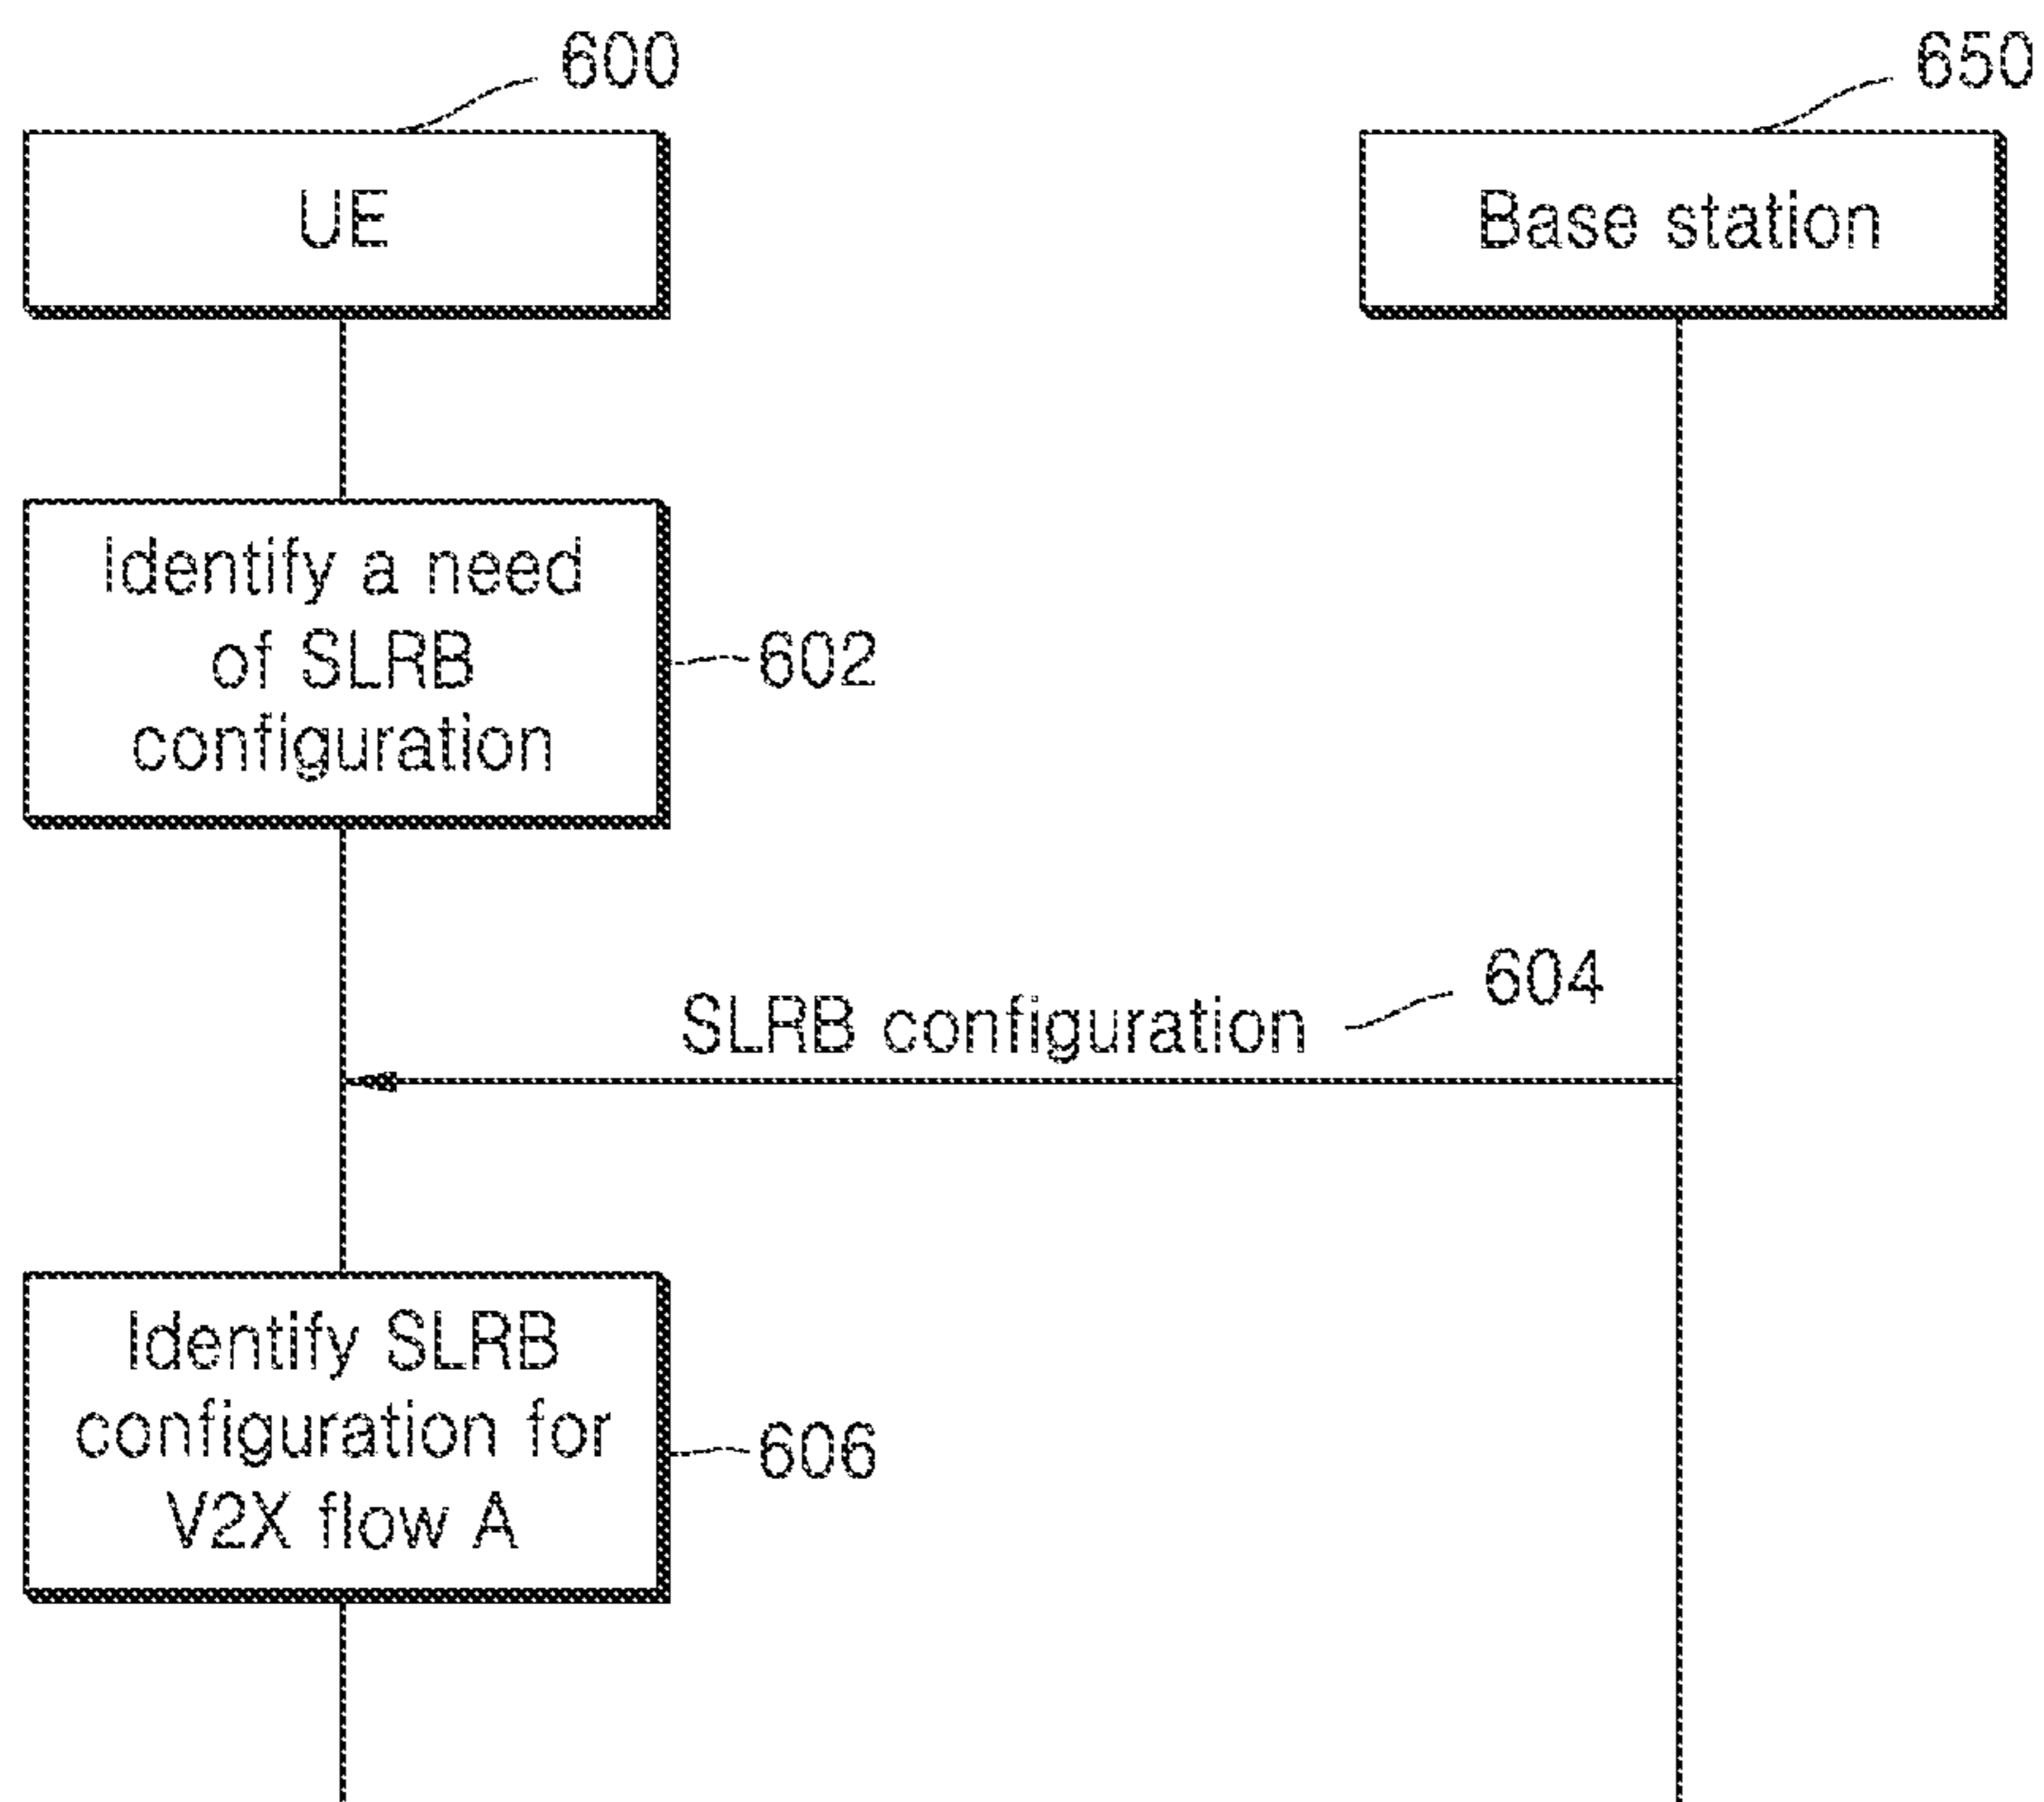 600
650
UE
Base station
Identify a need
of SLRB
configuration
602
604
SLRB configuration
Identify SLRB
configuration for
V2X flow A
606